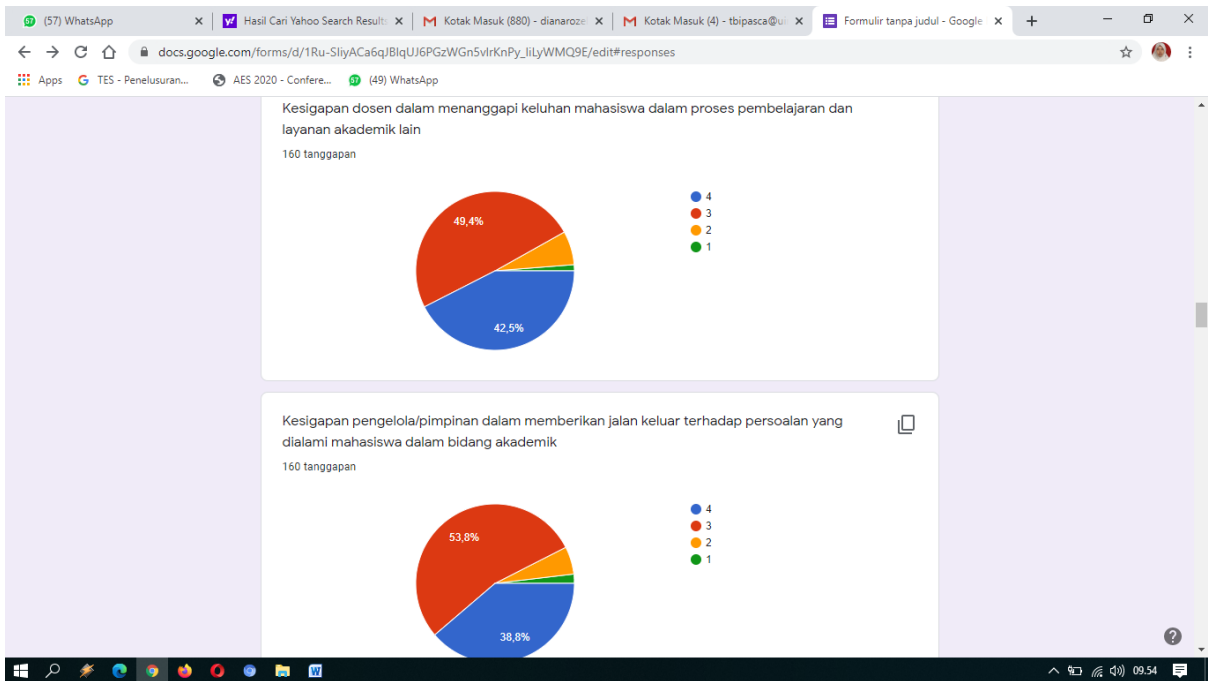 (57) WhatsApp
Hasil Cari Yahoo Search Results
Kotak Masuk (880) - dianaroze
Kotak Masuk (4) - tbipasca@ui
Formulir tanpa judul - Google
docs.google.com/forms/d/1Ru-SIiyACa6qJBlqUJ6PGzWGn5vIrKnPy_IiLyWMQ9E/edit#responses
Apps
TES - Penelusuran...
AES 2020 - Confere...
(49) WhatsApp
Kesigapan dosen dalam menanggapi keluhan mahasiswa dalam proses pembelajaran dan
layanan akademik lain
160 tanggapan
49,4%
42,5%
4
3
2
1
Kesigapan pengelola/pimpinan dalam memberikan jalan keluar terhadap persoalan yang
dialami mahasiswa dalam bidang akademik
160 tanggapan
53,8%
38,8%
4
3
2
1
09.54